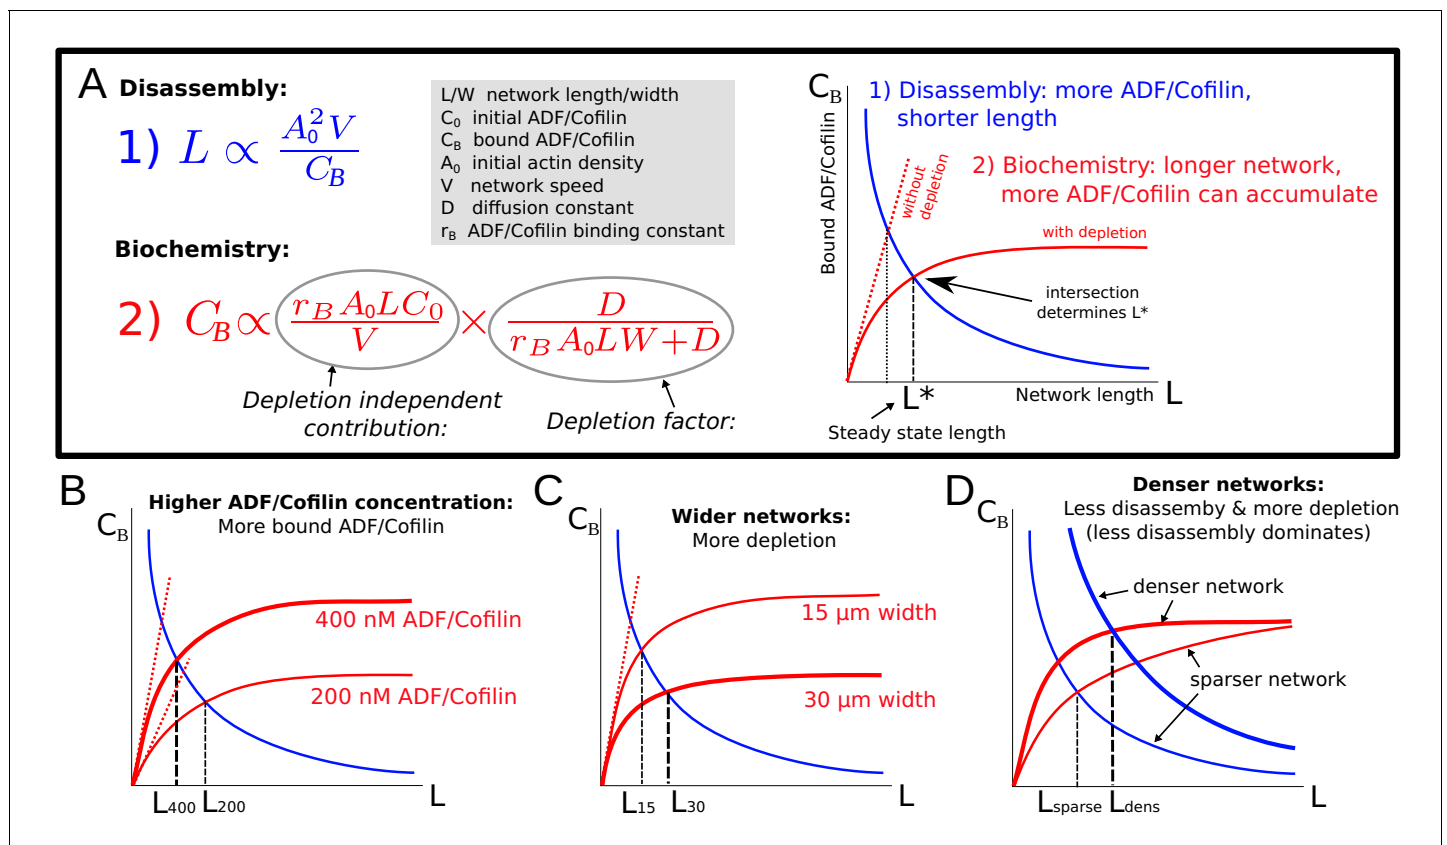 A
Disassembly:
1) L ∝ A₀² V / C_B
L/W network length/width
C₀ initial ADF/Cofilin
C_B bound ADF/Cofilin
A₀ initial actin density
V network speed
D diffusion constant
r_B ADF/Cofilin binding constant
Biochemistry:
2) C_B ∝ r_B A₀ L C₀ / V × D / r_B A₀ L W + D
Depletion independent
contribution:
Depletion factor:
C_B
Bound ADF/Cofilin
1) Disassembly: more ADF/Cofilin,
shorter length
without
depletion
2) Biochemistry: longer network,
more ADF/Cofilin can accumulate
with depletion
intersection
determines L*
L*
Network length L
Steady state length
B
Higher ADF/Cofilin concentration:
More bound ADF/Cofilin
C_B
400 nM ADF/Cofilin
200 nM ADF/Cofilin
L₄₀₀ L₂₀₀ L
C
Wider networks:
More depletion
C_B
15 µm width
30 µm width
L₁₅ L₃₀ L
D
Denser networks:
Less disassemby & more depletion
(less disassembly dominates)
C_B
denser network
sparser network
L_sparse L_dens L